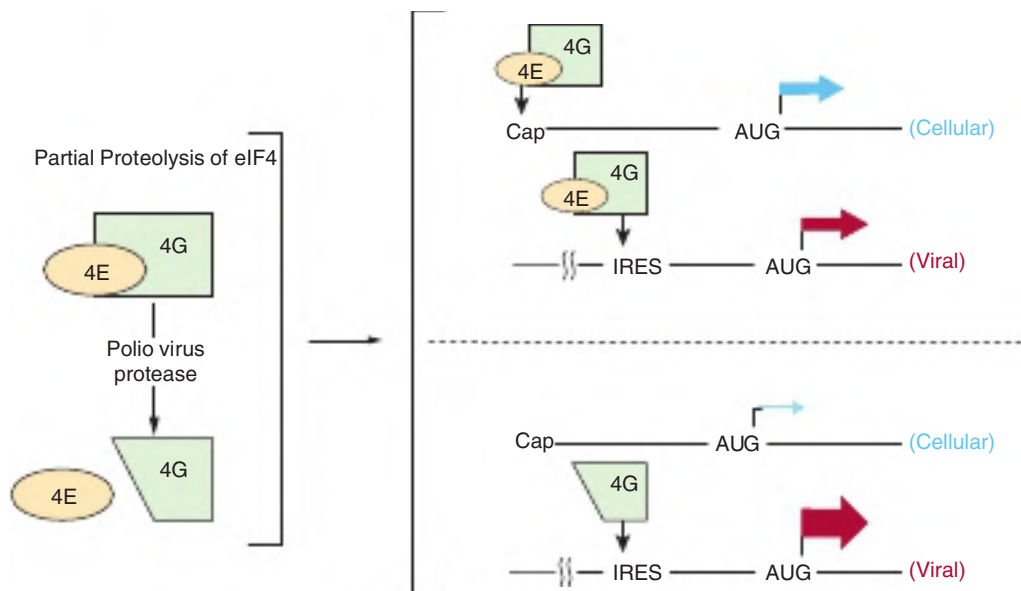 Partial Proteolysis of eIF4
4G
4E
Polio virus
protease
4G
4E
4G
4E
Cap
AUG
(Cellular)
4G
4E
IRES
AUG
(Viral)
Cap
AUG
(Cellular)
4G
IRES
AUG
(Viral)